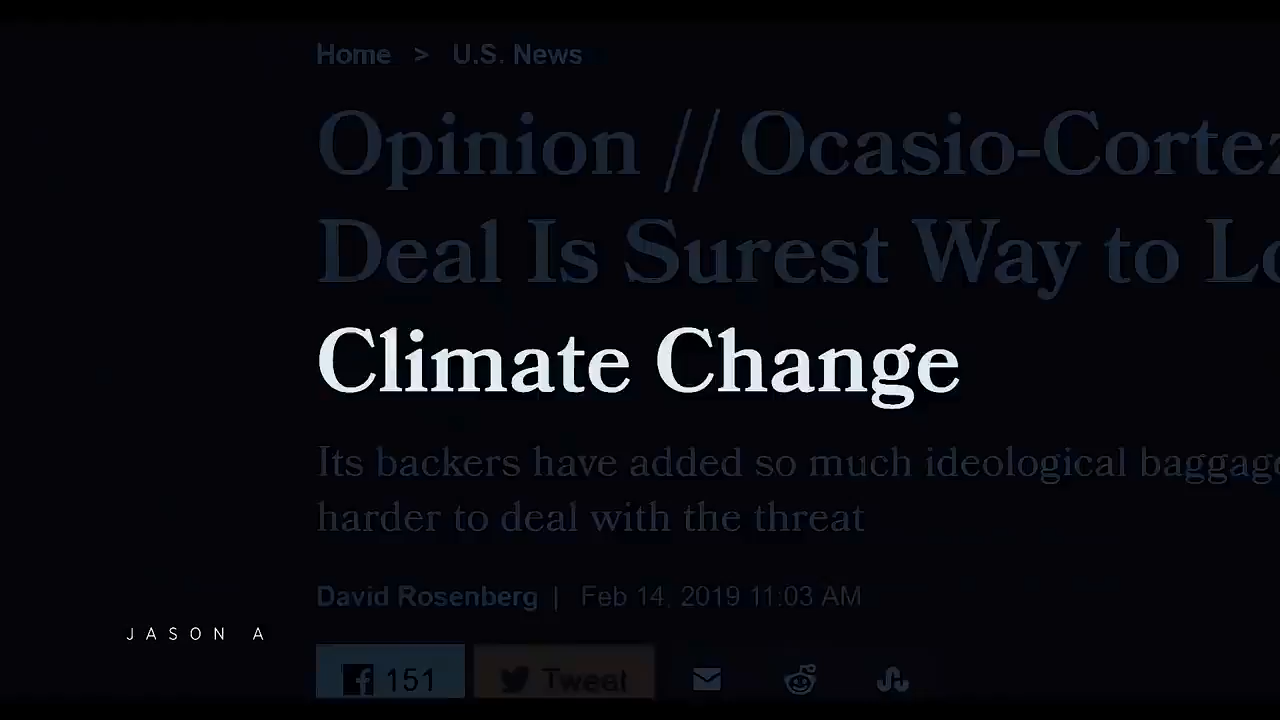 Home > U.S. News
Opinion // Ocasio-Cortez
Deal Is Surest Way to Lo
Climate Change
Its backers have added so much ideological baggage
harder to deal with the threat
David Rosenberg | Feb 14, 2019 11:03 AM
JASON A
151 Tweet